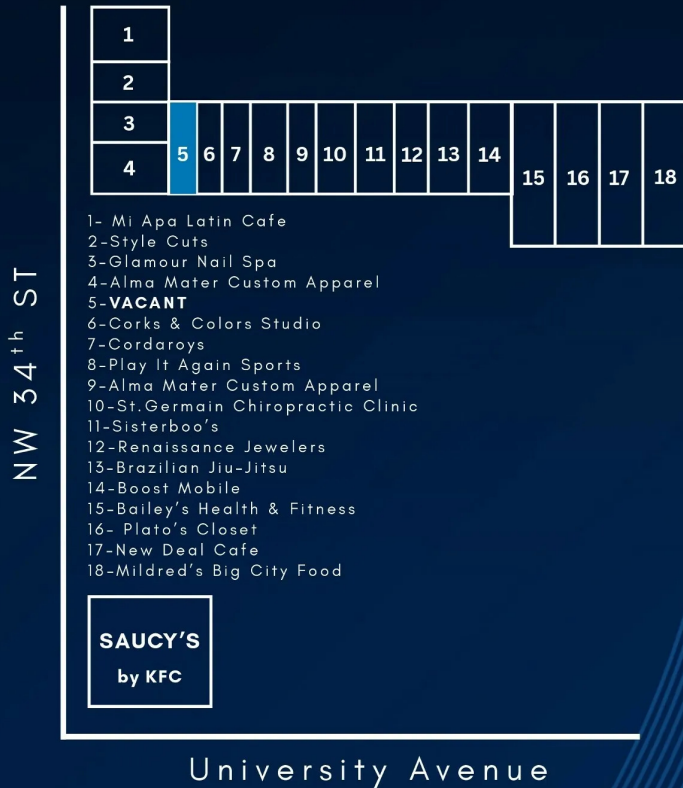 1
2
3
4
5 6 7 8 9 10 11 12 13 14
15 16 17 18
1- Mi Apa Latin Cafe
2-Style Cuts
3-Glamour Nail Spa
4-Alma Mater Custom Apparel
5-VACANT
6-Corks & Colors Studio
7-Cordaroys
8-Play It Again Sports
9-Alma Mater Custom Apparel
10-St.Germain Chiropractic Clinic
11-Sisterboo's
12-Renaissance Jewelers
13-Brazilian Jiu-Jitsu
14-Boost Mobile
15-Bailey's Health & Fitness
16- Plato's Closet
17-New Deal Cafe
18-Mildred's Big City Food
NW 34th ST
SAUCY'S
by KFC
University Avenue